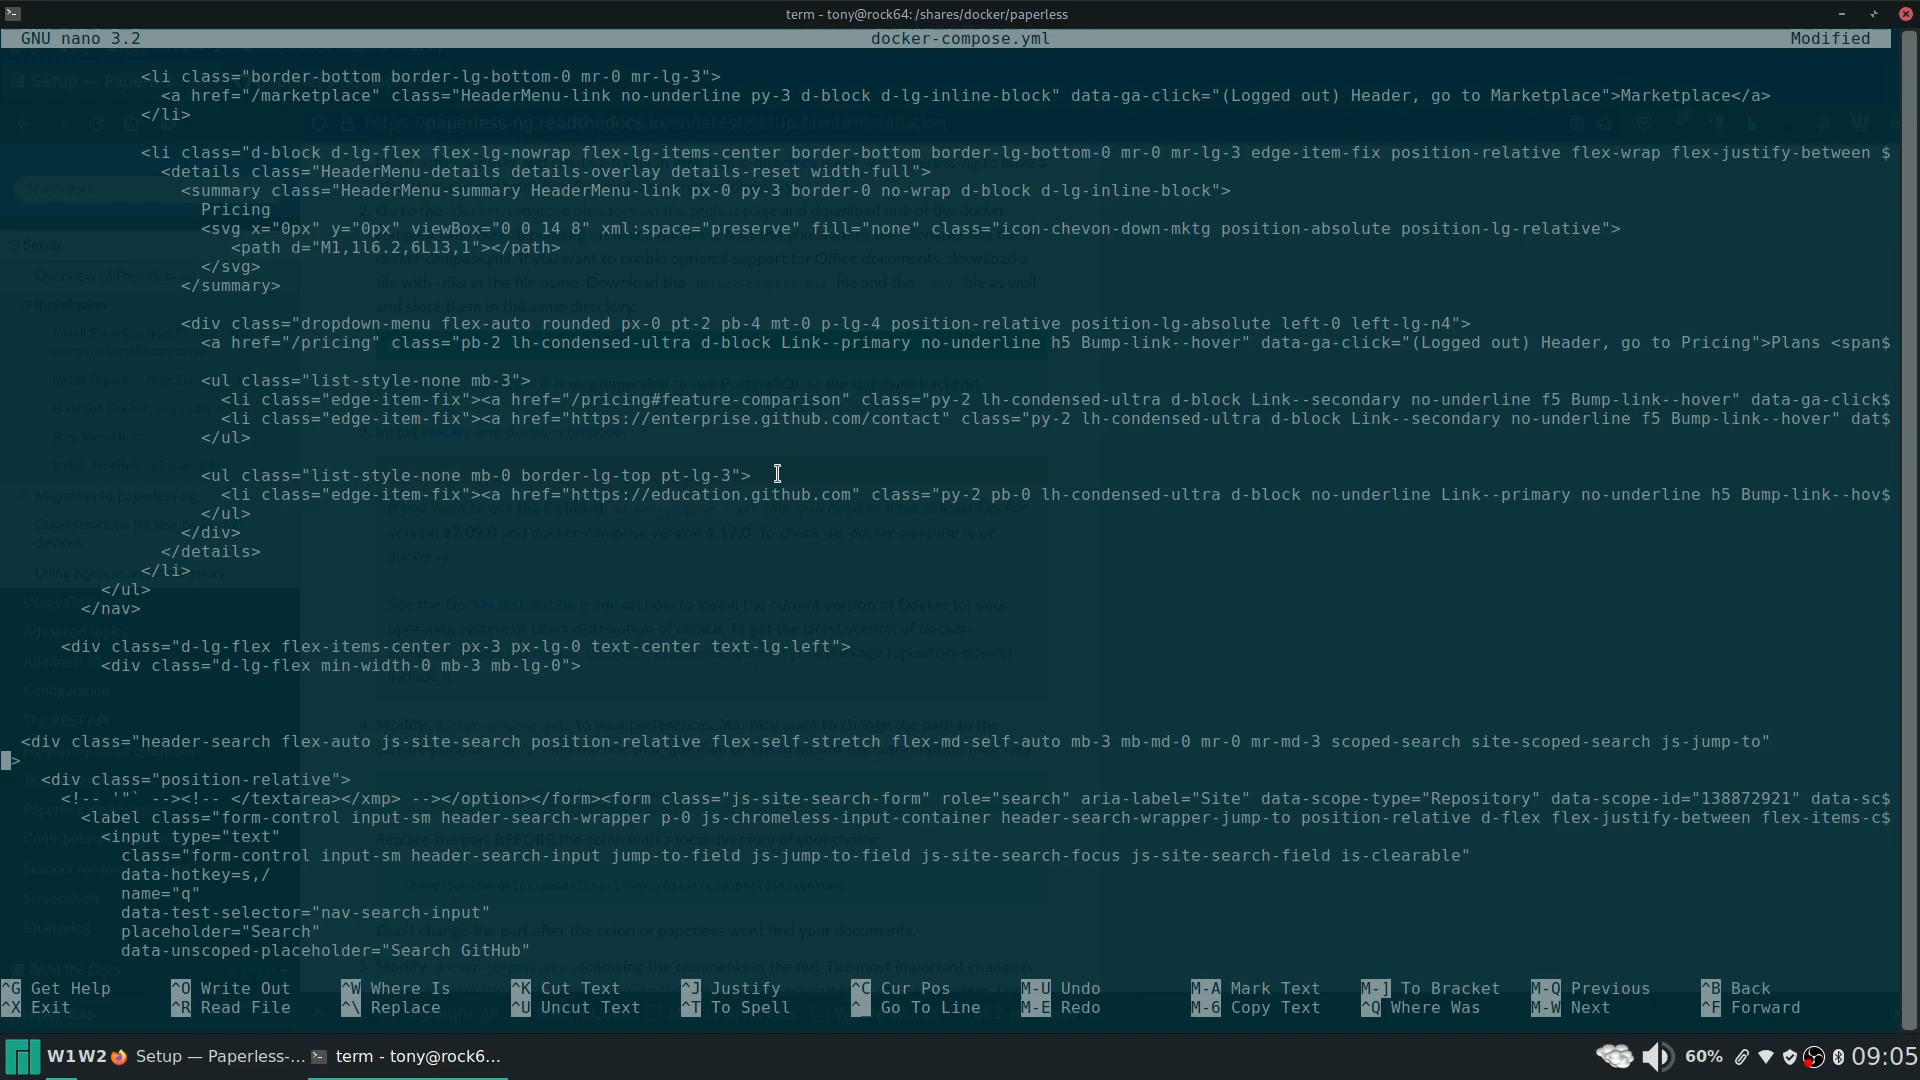 term - tony@rock64: /shares/docker/paperless
GNU nano 3.2 docker-compose.yml Modified
<li class="border-bottom border-lg-bottom-0 mr-0 mr-lg-3">
<a href="/marketplace" class="HeaderMenu-link no-underline py-3 d-block d-lg-inline-block" data-ga-click="(Logged out) Header, go to Marketplace">Marketplace</a>
</li>
https://paperless-ng.readthedocs.io/en/latest/setup.html#installation
<li class="d-block d-lg-flex flex-lg-nowrap flex-lg-items-center border-bottom border-lg-bottom-0 mr-0 mr-lg-3 edge-item-fix position-relative flex-wrap flex-justify-between $
<details class="HeaderMenu-details details-overlay details-reset width-full">
<summary class="HeaderMenu-summary HeaderMenu-link px-0 py-3 border-0 no-wrap d-block d-lg-inline-block">
Pricing
<svg x="0px" y="0px" viewBox="0 0 14 8" xml:space="preserve" fill="none" class="icon-chevon-down-mktg position-absolute position-lg-relative">
<path d="M1,1l6.2,6L13,1"></path>
</svg>
</summary>
<div class="dropdown-menu flex-auto rounded px-0 pt-2 pb-4 mt-0 p-lg-4 position-relative position-lg-absolute left-0 left-lg-n4">
<a href="/pricing" class="pb-2 lh-condensed-ultra d-block Link--primary no-underline h5 Bump-link--hover" data-ga-click="(Logged out) Header, go to Pricing">Plans <span$
<ul class="list-style-none mb-3">
<li class="edge-item-fix"><a href="/pricing#feature-comparison" class="py-2 lh-condensed-ultra d-block Link--secondary no-underline f5 Bump-link--hover" data-ga-click$
<li class="edge-item-fix"><a href="https://enterprise.github.com/contact" class="py-2 lh-condensed-ultra d-block Link--secondary no-underline f5 Bump-link--hover" dat$
</ul>
<ul class="list-style-none mb-0 border-lg-top pt-lg-3">
<li class="edge-item-fix"><a href="https://education.github.com" class="py-2 pb-0 lh-condensed-ultra d-block no-underline Link--primary no-underline h5 Bump-link--hov$
</ul>
</div>
</details>
</li>
</ul>
</nav>
<div class="d-lg-flex flex-items-center px-3 px-lg-0 text-center text-lg-left">
<div class="d-lg-flex min-width-0 mb-3 mb-lg-0">
<div class="header-search flex-auto js-site-search position-relative flex-self-stretch flex-md-self-auto mb-3 mb-md-0 mr-0 mr-md-3 scoped-search site-scoped-search js-jump-to"
>
<div class="position-relative">
<!-- '"` --><!-- </textarea></xmp> --></option></form><form class="js-site-search-form" role="search" aria-label="Site" data-scope-type="Repository" data-scope-id="138872921" data-sc$
<label class="form-control input-sm header-search-wrapper p-0 js-chromeless-input-container header-search-wrapper-jump-to position-relative d-flex flex-justify-between flex-items-c$
<input type="text"
class="form-control input-sm header-search-input jump-to-field js-jump-to-field js-site-search-focus js-site-search-field is-clearable"
data-hotkey=s,/
name="q"
data-test-selector="nav-search-input"
placeholder="Search"
data-unscoped-placeholder="Search GitHub"
^G Get Help ^O Write Out ^W Where Is ^K Cut Text ^J Justify ^C Cur Pos M-U Undo M-A Mark Text M-] To Bracket M-Q Previous ^B Back
^X Exit ^R Read File ^\ Replace ^U Uncut Text ^T To Spell ^_ Go To Line M-E Redo M-6 Copy Text ^Q Where Was M-W Next ^F Forward
W1 W2 Setup — Paperless-... term - tony@rock6... 60% 09:05